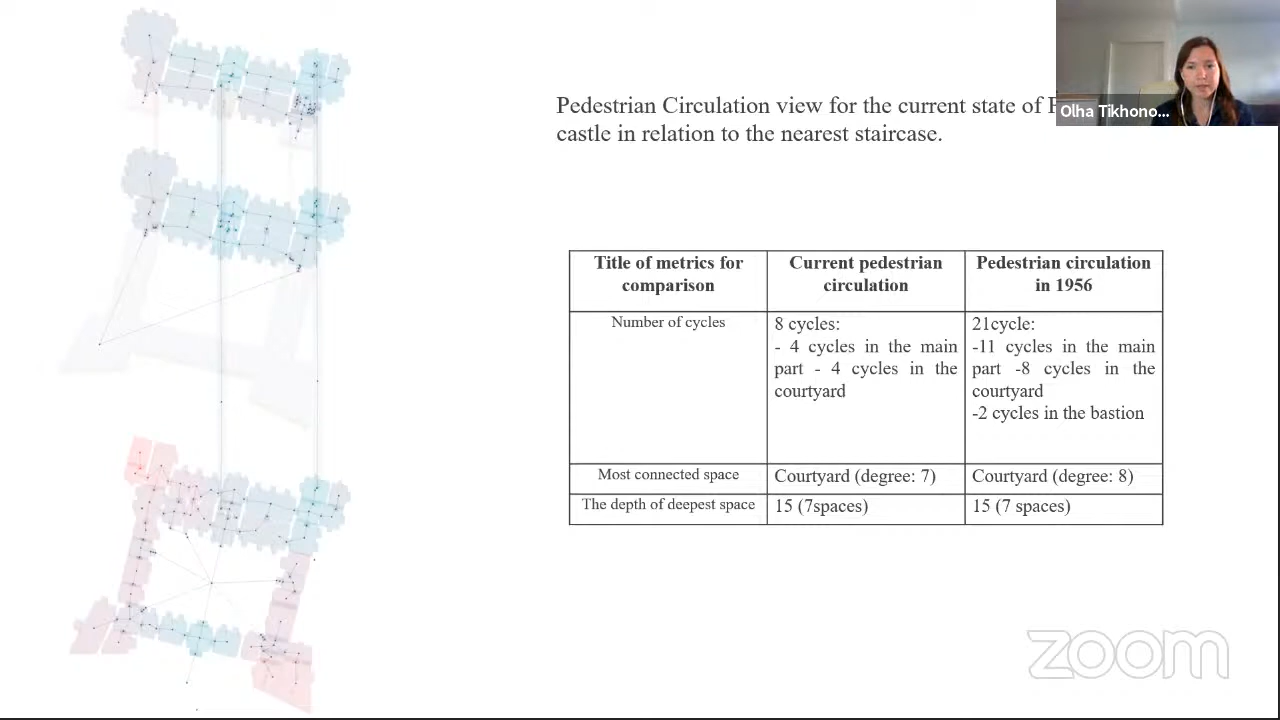 Pedestrian Circulation view for the current state of
castle in relation to the nearest staircase.
Olha Tikhono...
Title of metrics for
comparison
Current pedestrian
circulation
Pedestrian circulation
in 1956
Number of cycles
8 cycles:
- 4 cycles in the main
part - 4 cycles in the
courtyard
21cycle:
-11 cycles in the main
part -8 cycles in the
courtyard
-2 cycles in the bastion
Most connected space
Courtyard (degree: 7)
Courtyard (degree: 8)
The depth of deepest space
15 (7spaces)
15 (7 spaces)
zoom